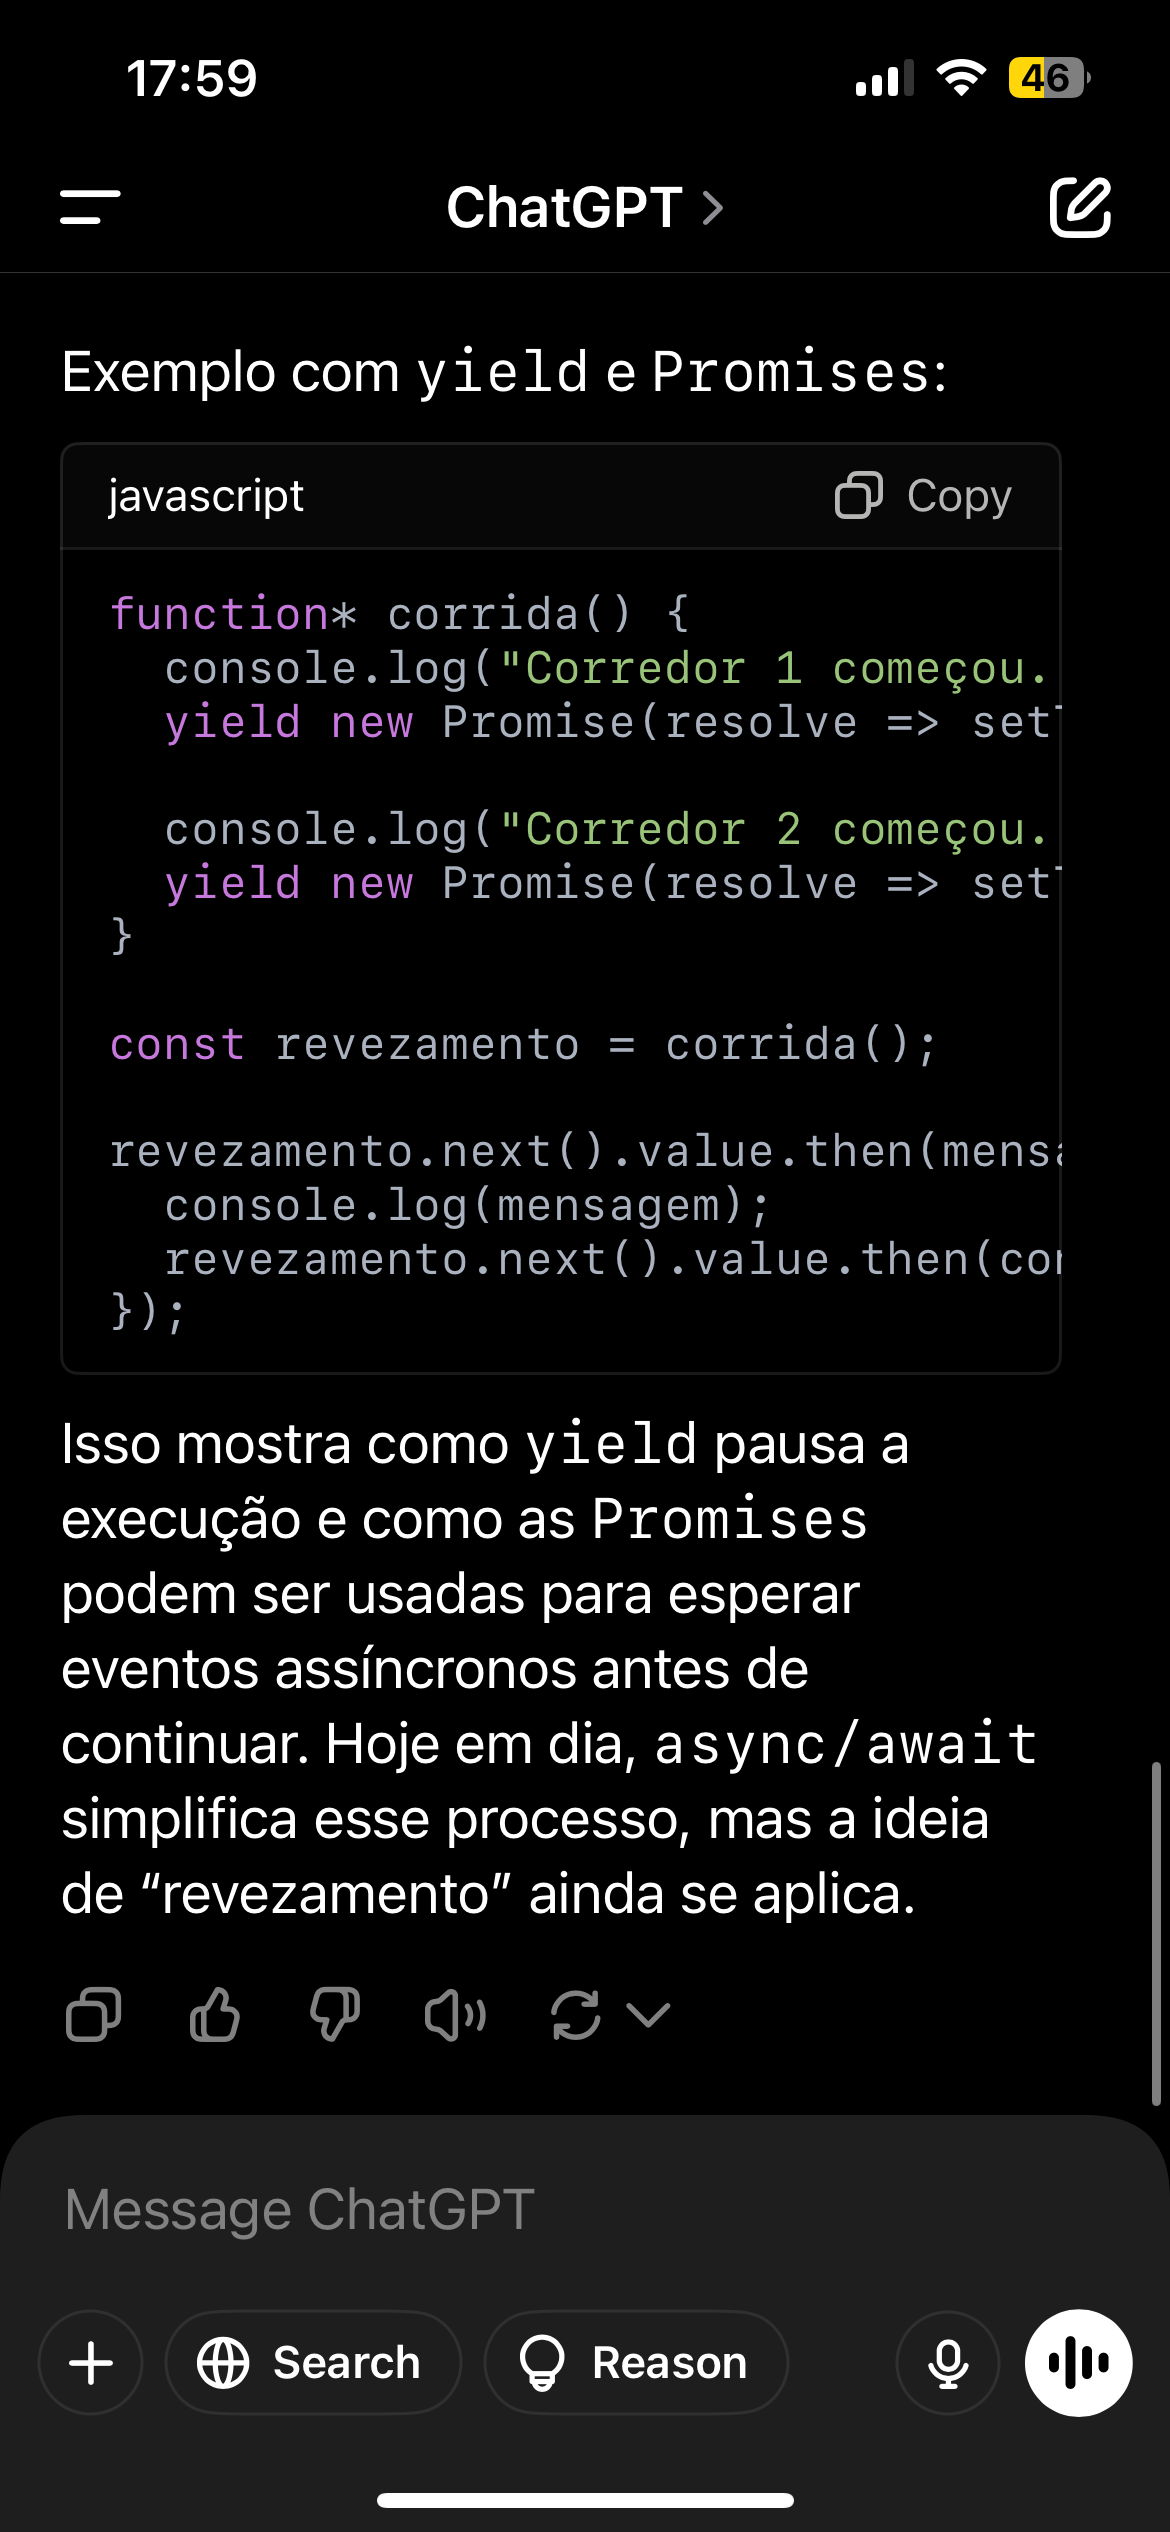 17:59
46
ChatGPT
Exemplo com yield e Promises:
javascript
Copy
function* corrida() {
  console.log("Corredor 1 começou.
  yield new Promise(resolve => set

  console.log("Corredor 2 começou.
  yield new Promise(resolve => set
}

const revezamento = corrida();

revezamento.next().value.then(mens
  console.log(mensagem);
  revezamento.next().value.then(co
});
Isso mostra como yield pausa a
execução e como as Promises
podem ser usadas para esperar
eventos assíncronos antes de
continuar. Hoje em dia, async/await
simplifica esse processo, mas a ideia
de “revezamento” ainda se aplica.
Message ChatGPT
Search
Reason